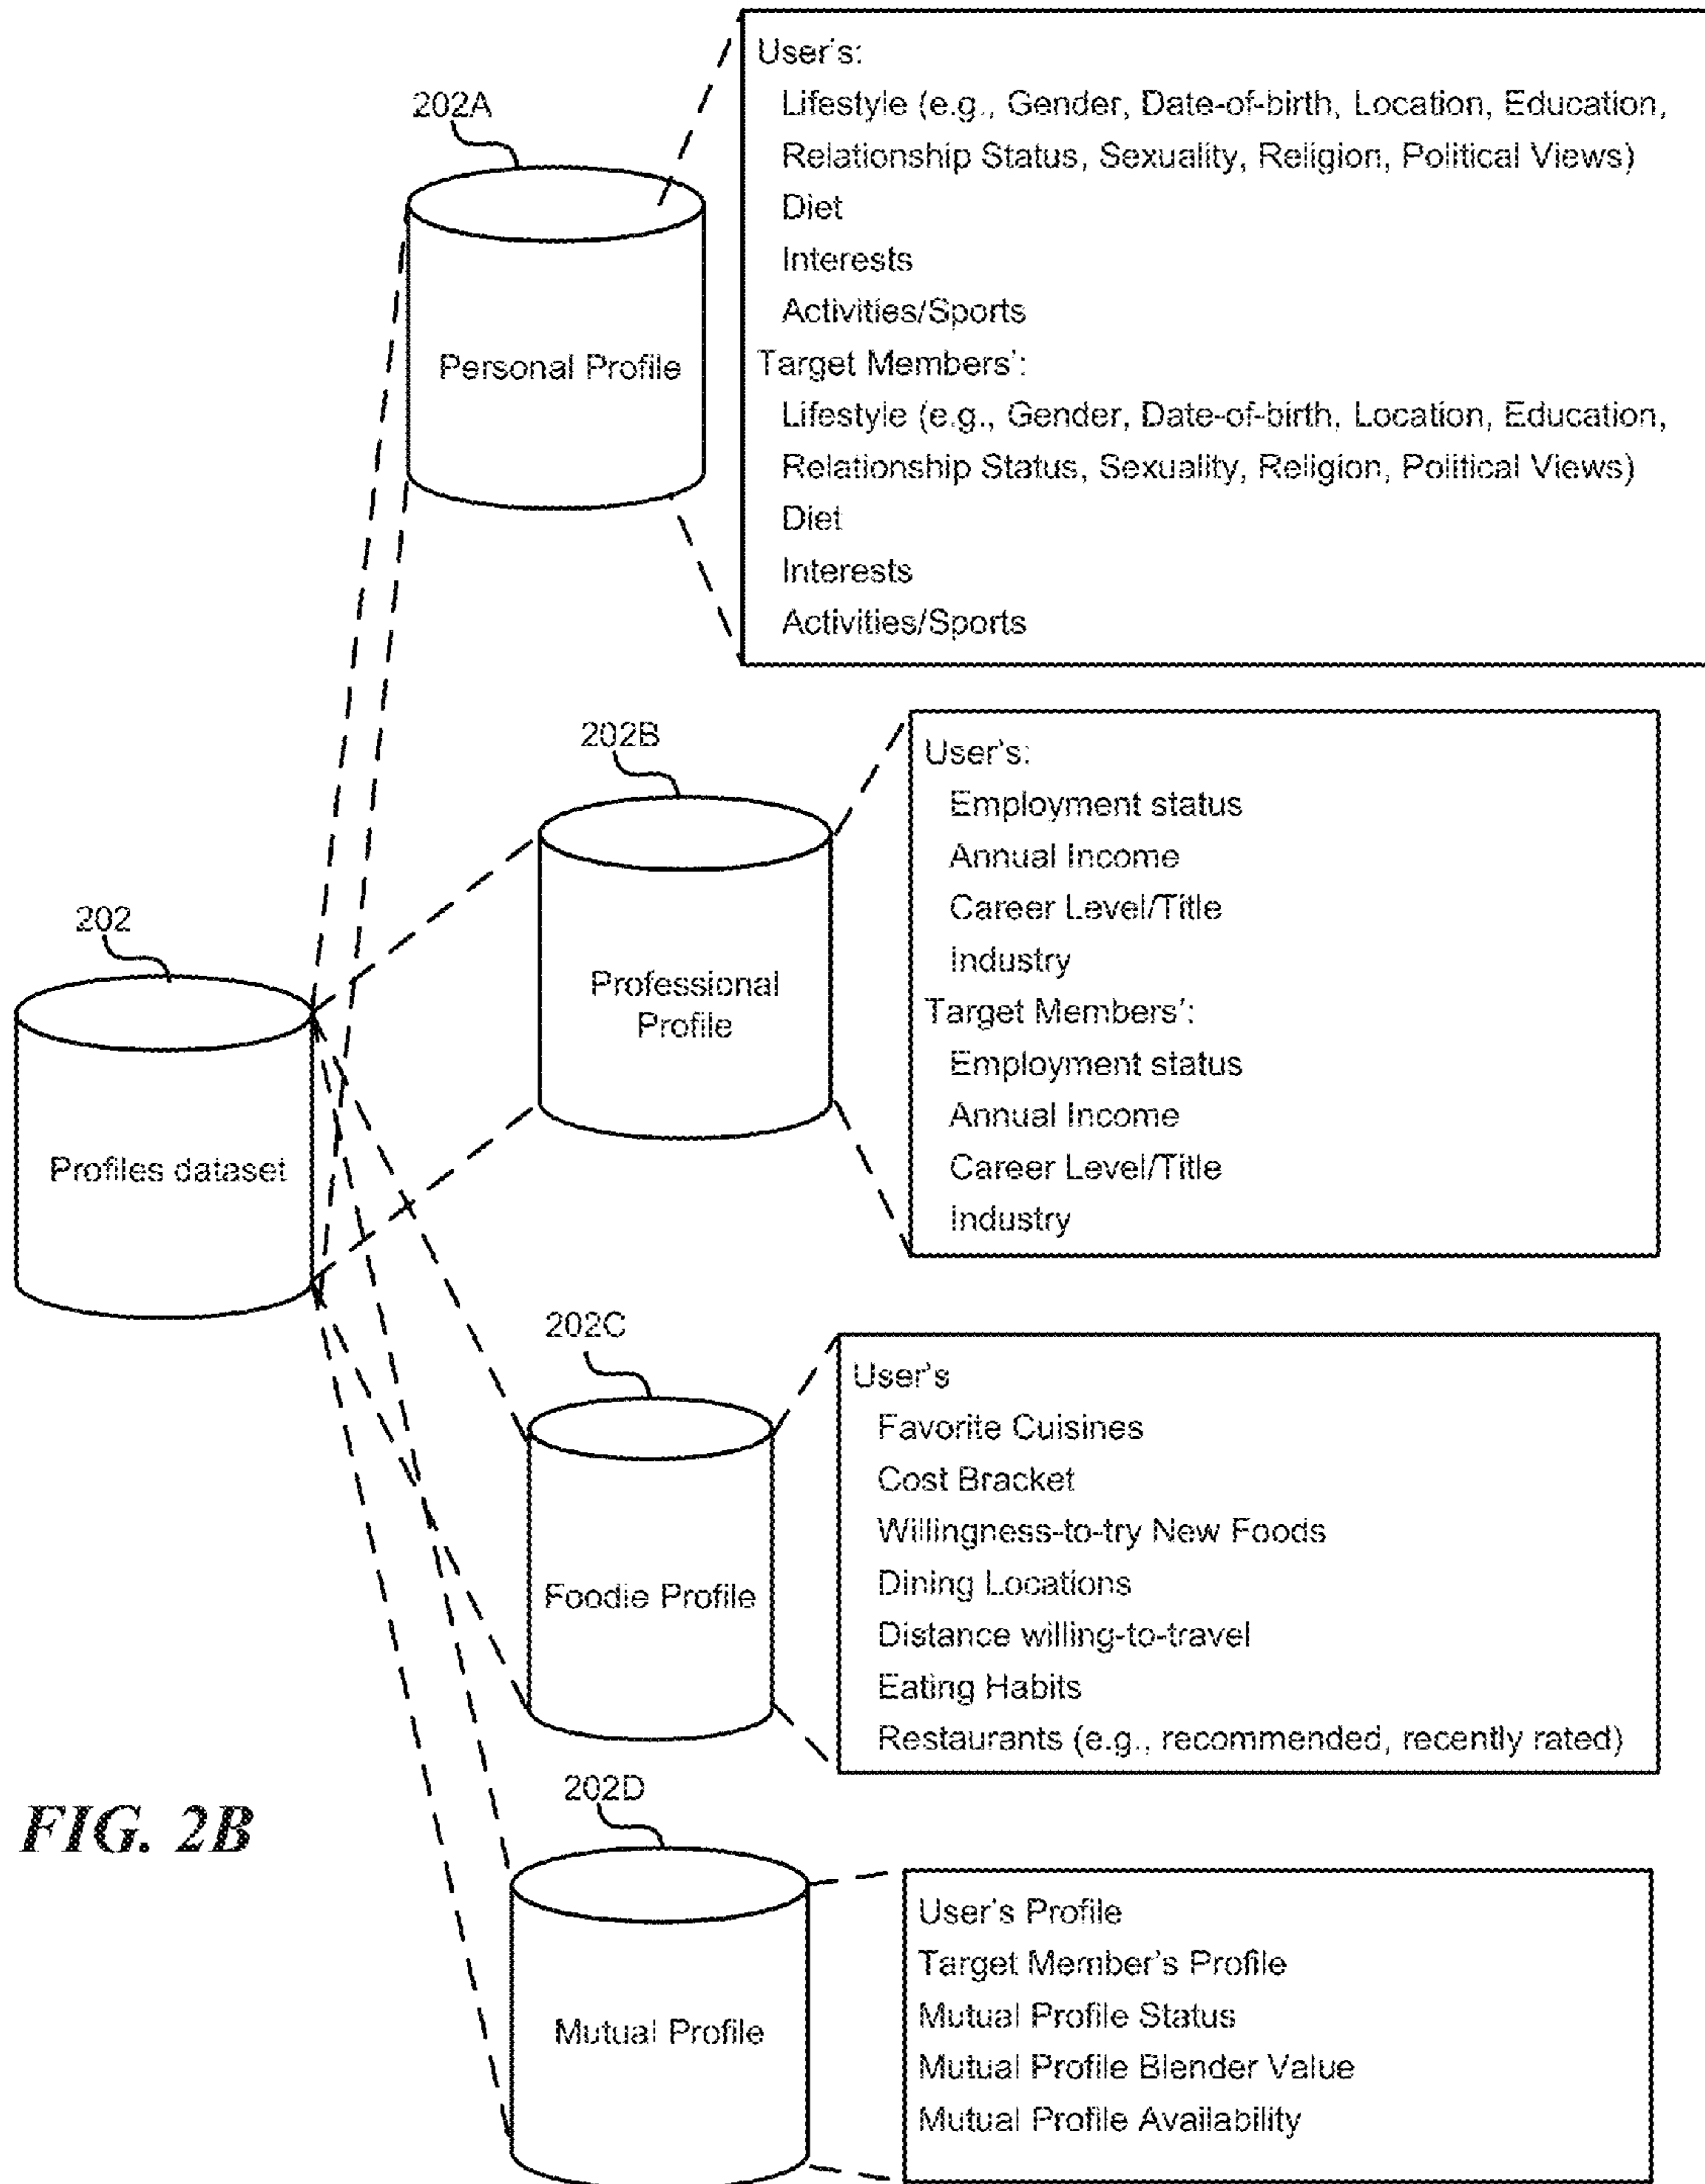 202A
Personal Profile
User's:
Lifestyle (e.g., Gender, Date-of-birth, Location, Education,
Relationship Status, Sexuality, Religion, Political Views)
Diet
Interests
Activities/Sports
Target Members':
Lifestyle (e.g., Gender, Date-of-birth, Location, Education,
Relationship Status, Sexuality, Religion, Political Views)
Diet
Interests
Activities/Sports
202B
Professional
Profile
User's:
Employment status
Annual Income
Career Level/Title
Industry
Target Members':
Employment status
Annual Income
Career Level/Title
Industry
202
Profiles dataset
202C
Foodie Profile
User's
Favorite Cuisines
Cost Bracket
Willingness-to-try New Foods
Dining Locations
Distance willing-to-travel
Eating Habits
Restaurants (e.g., recommended, recently rated)
FIG. 2B
202D
Mutual Profile
User's Profile
Target Member's Profile
Mutual Profile Status
Mutual Profile Blender Value
Mutual Profile Availability